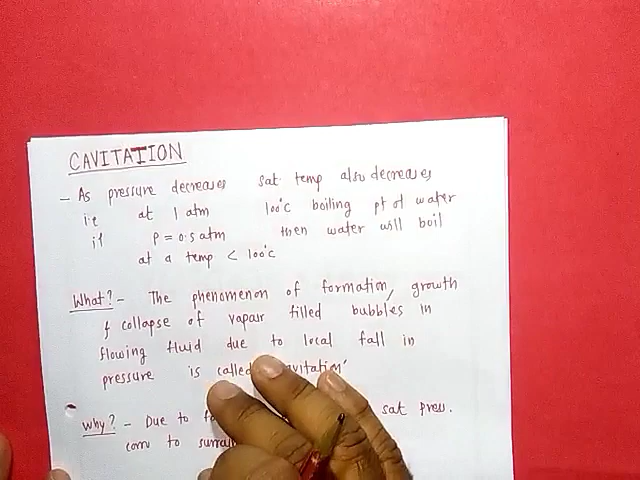 CAVITATION
- As pressure decreases sat. temp also decreases
i.e at 1 atm 100°C boiling pt of water
if P = 0.5 atm then water will boil
at a temp < 100°C
What? - The phenomenon of formation, growth
& collapse of vapour filled bubbles in
flowing fluid due to local fall in
pressure is called
Why? - Due to sat press.
corr to